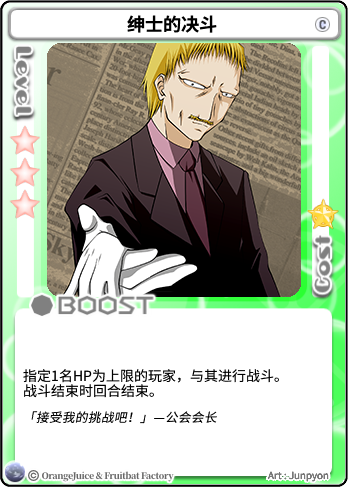 绅士的决斗
C
Level
Cost
BOOST
指定1名HP为上限的玩家，与其进行战斗。
战斗结束时回合结束。
「接受我的挑战吧！」—公会会长
© OrangeJuice & Fruitbat Factory
Art.: Junpyon